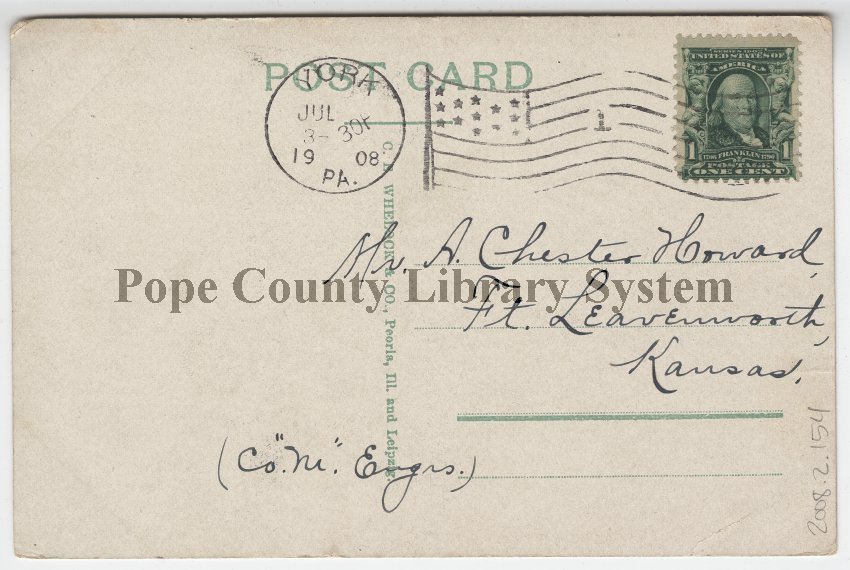 POST CARD
YORK
JUL
3-
19 08
PA.
1
SERIES 1902
UNITED STATES OF
AMERICA
1 1706 FRANKLIN 1790 1
POSTAGE
ONE CENT
C. E. WHEELOCK & CO., Peoria, Ill. and Leipzig.
A. Chester Howard,
Ft. Leavenworth,
Kansas.
(Co. "M". Engrs.)
Pope County Library System
2008.2.154